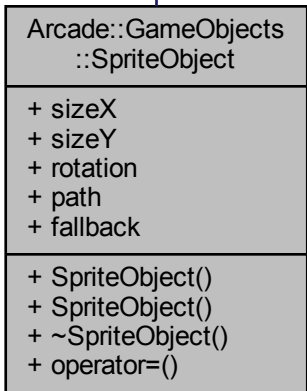 Arcade::GameObjects
::SpriteObject
+ sizeX
+ sizeY
+ rotation
+ path
+ fallback
+ SpriteObject()
+ SpriteObject()
+ ~SpriteObject()
+ operator=()